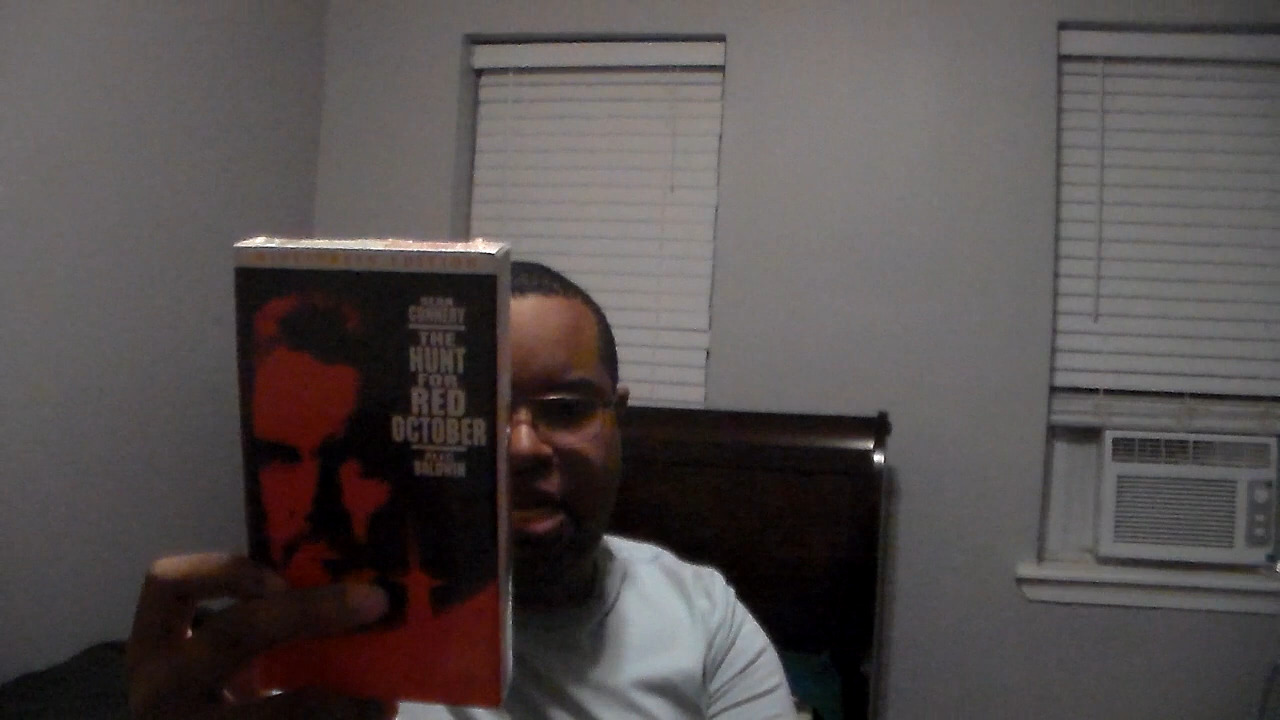 SEAN
CONNERY
THE
HUNT
FOR
RED
OCTOBER
ALEC
BALDWIN